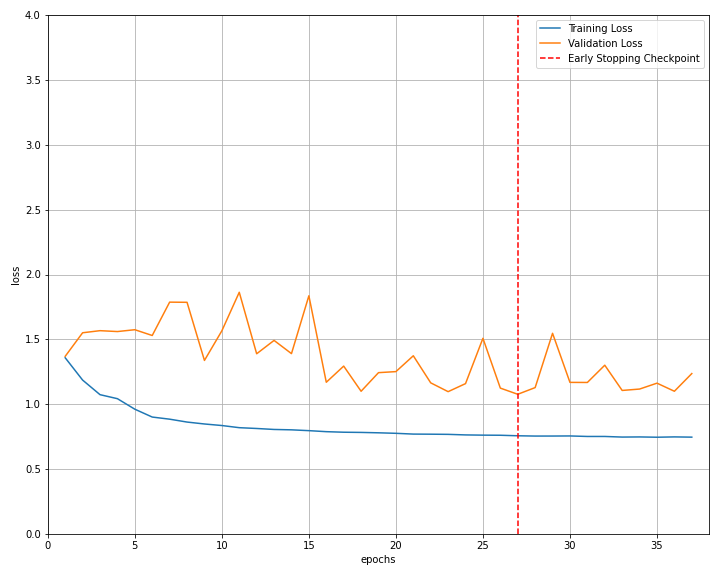 4.0
3.5
3.0
2.5
2.0
1.5
1.0
0.5
0.0
loss
0 5 10 15 20 25 30 35
epochs
Training Loss
Validation Loss
Early Stopping Checkpoint